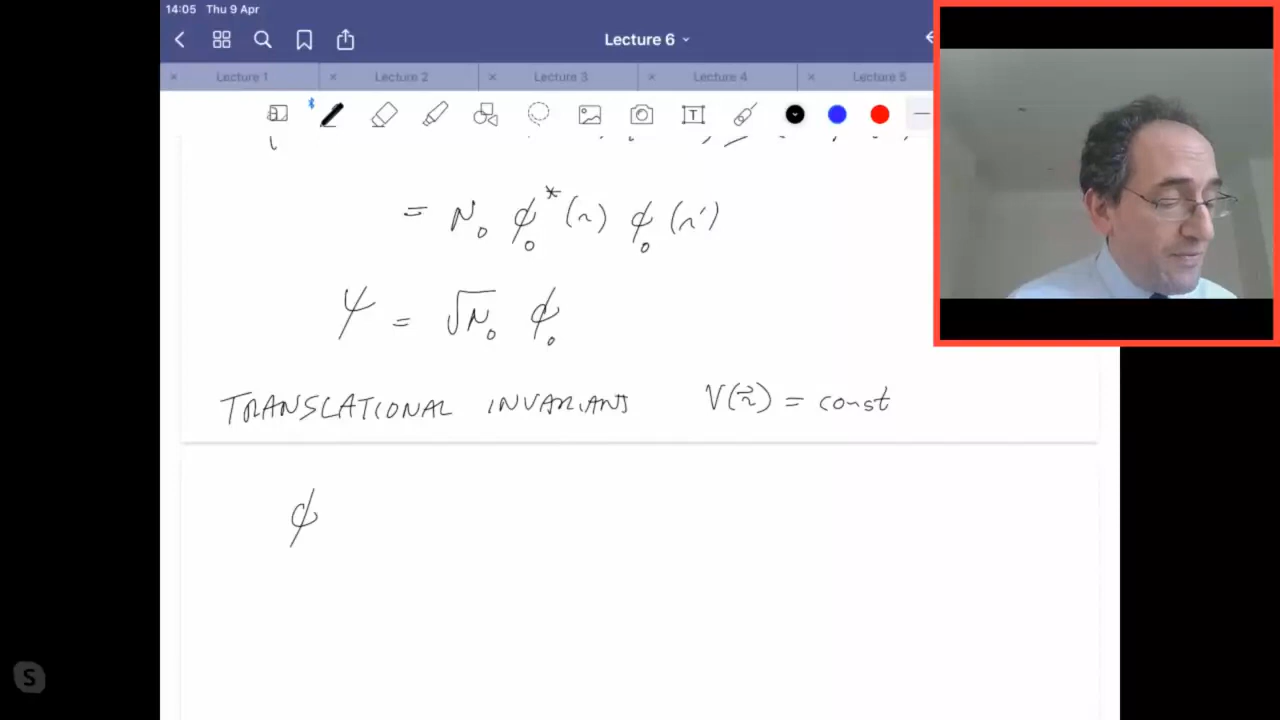 14:05 Thu 9 Apr
Lecture 6
Lecture 1 Lecture 2 Lecture 3 Lecture 4 Lecture 5
T
= N₀ ϕ₀*(r) ϕ₀(r')
Ψ = √N₀ ϕ₀
TRANSLATIONAL INVARIANS V(r⃗) = const
ϕ
S